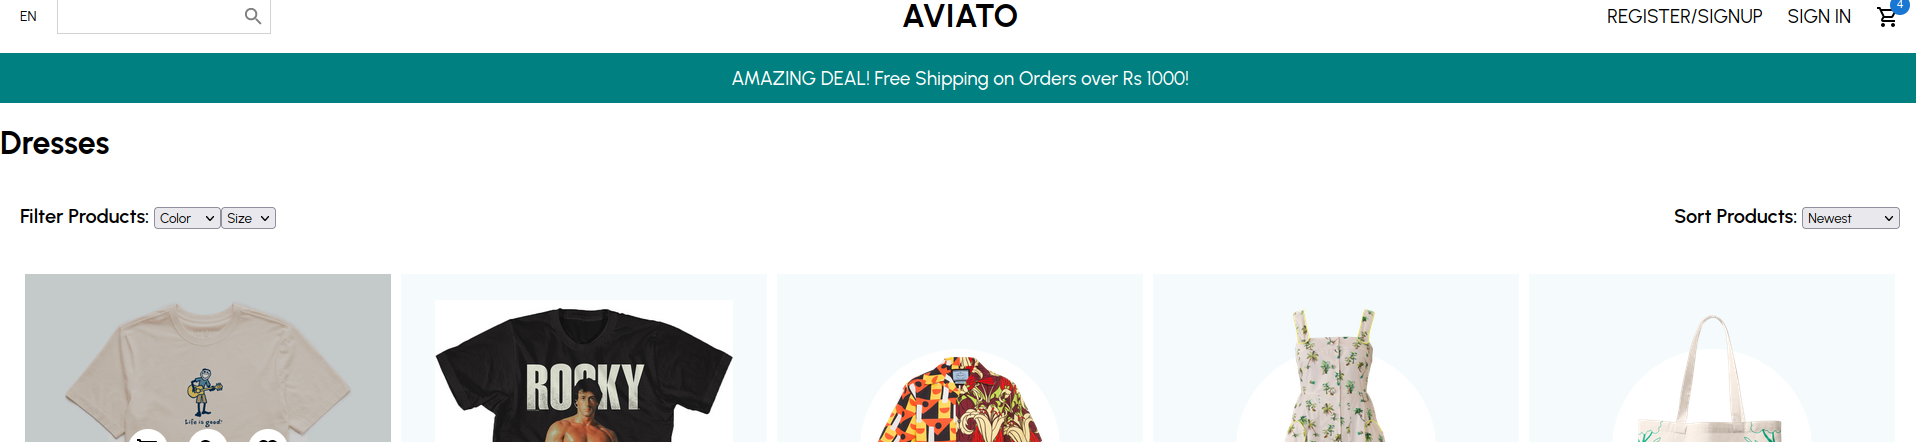 EN
AVIATO
REGISTER/SIGNUP
SIGN IN
4
AMAZING DEAL! Free Shipping on Orders over Rs 1000!
Dresses
Filter Products: Color Size
Sort Products: Newest
Life is good
ROCKY